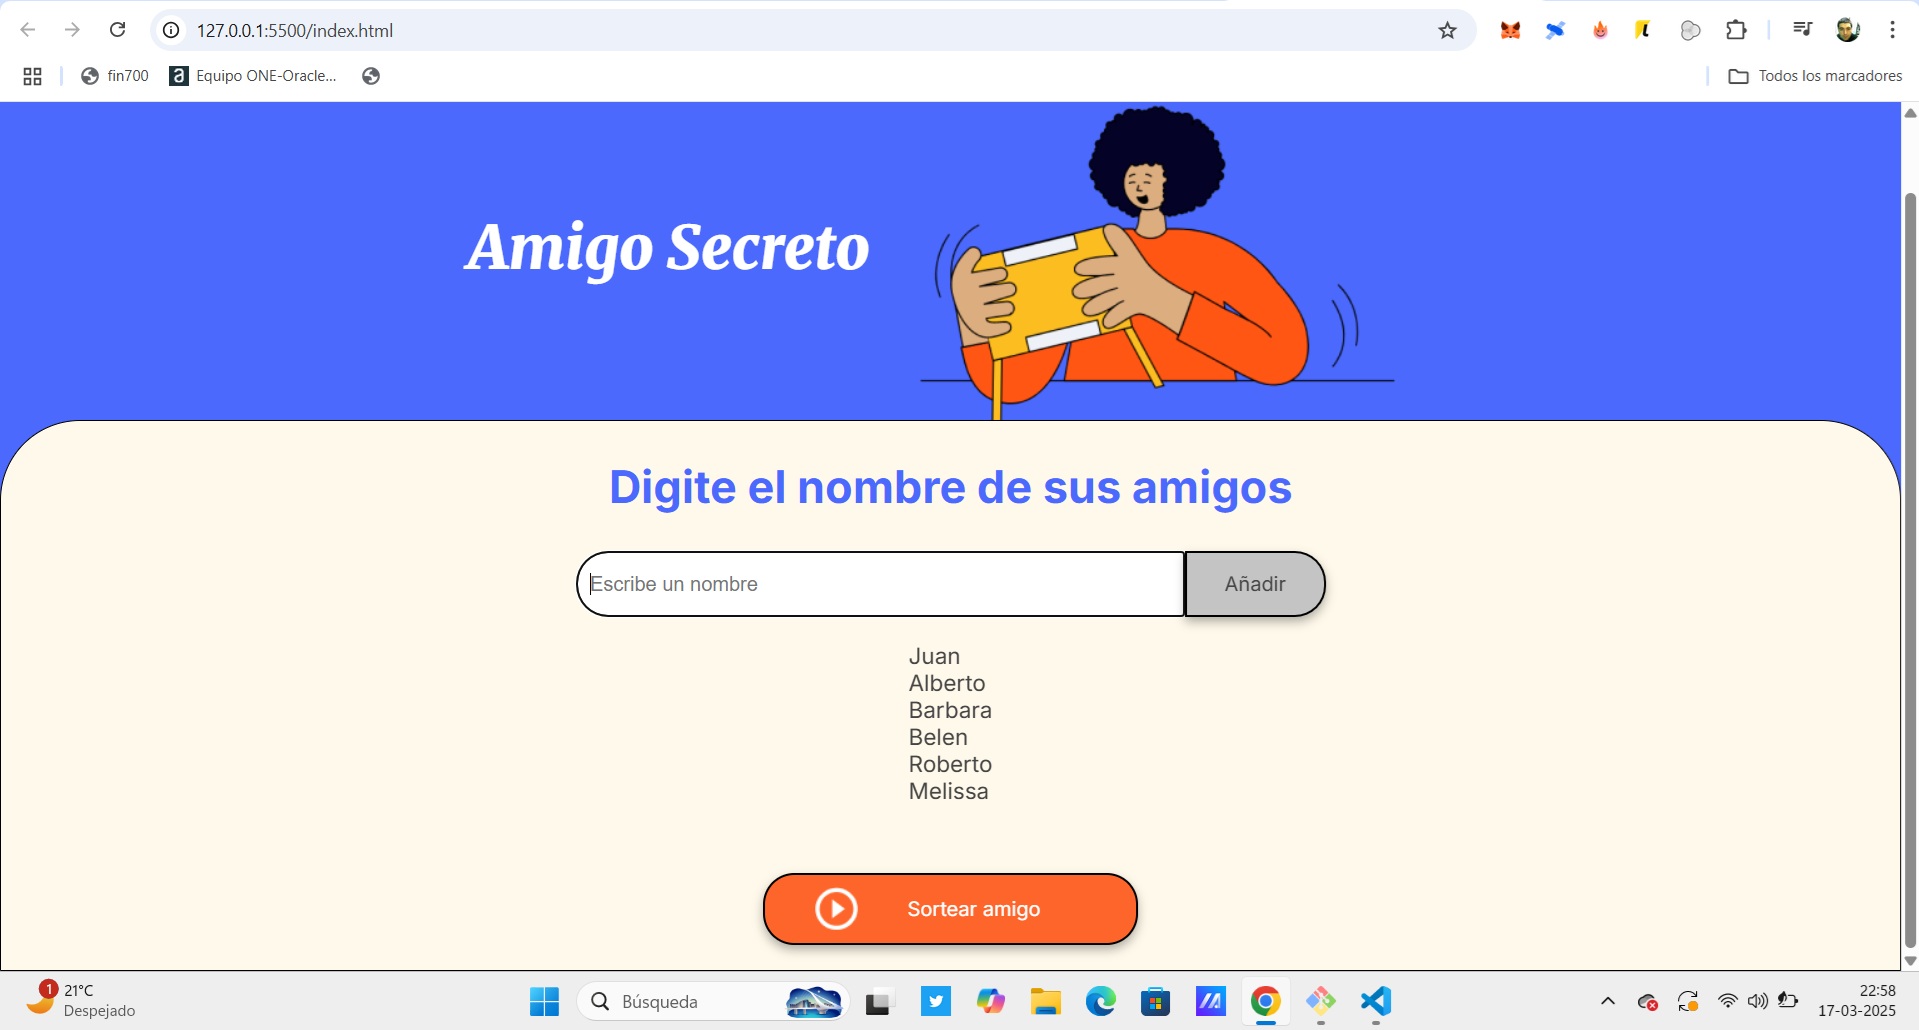 127.0.0.1:5500/index.html
fin700
Equipo ONE-Oracle...
Todos los marcadores
Amigo Secreto
Digite el nombre de sus amigos
Escribe un nombre
Añadir
Juan
Alberto
Barbara
Belen
Roberto
Melissa
Sortear amigo
1
21°C
Despejado
Búsqueda
22:58
17-03-2025